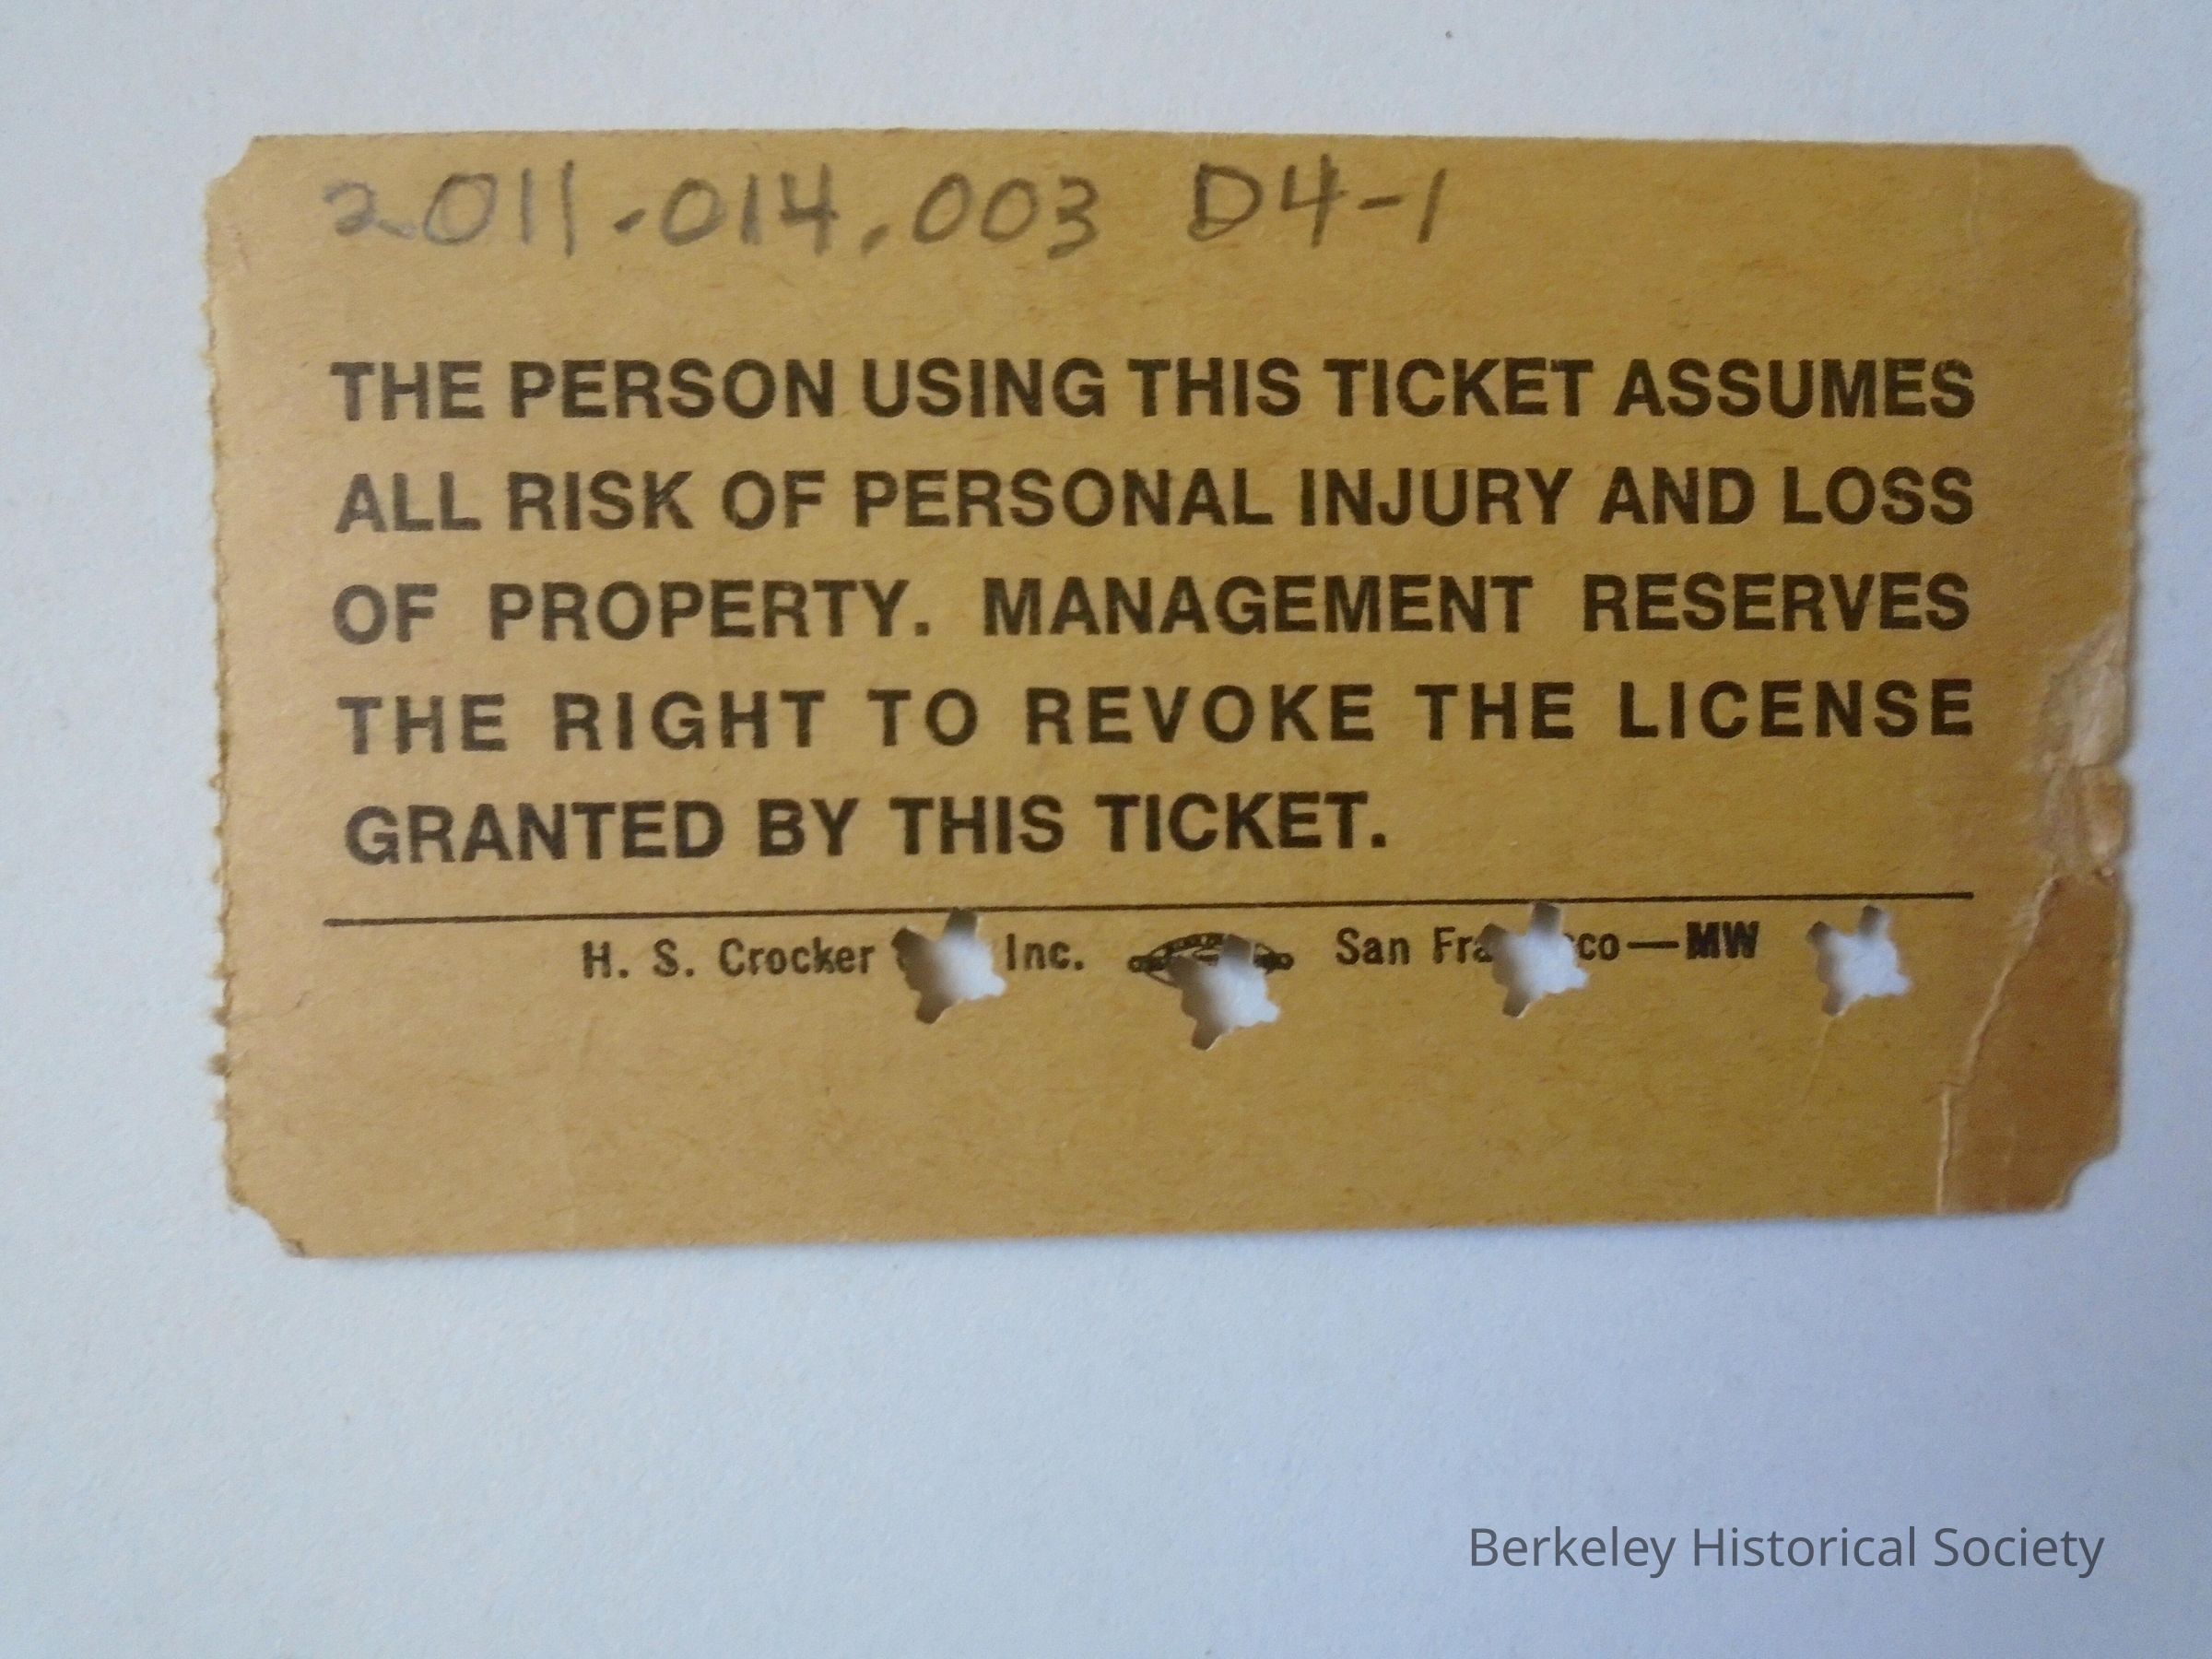 2011.014.003 D4-1
THE PERSON USING THIS TICKET ASSUMES
ALL RISK OF PERSONAL INJURY AND LOSS
OF PROPERTY. MANAGEMENT RESERVES
THE RIGHT TO REVOKE THE LICENSE
GRANTED BY THIS TICKET.
H. S. Crocker Inc. San Fra co—MW
Berkeley Historical Society